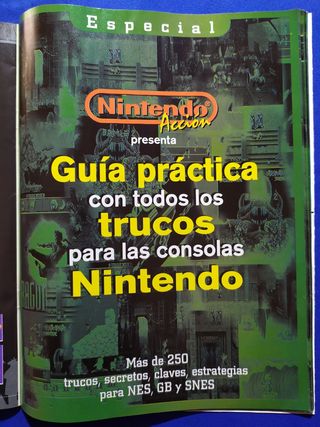 Especial
Nintendo
Acción
presenta
Guía práctica
con todos los
trucos
para las consolas
Nintendo
Más de 250
trucos, secretos, claves, estrategias
para NES, GB y SNES